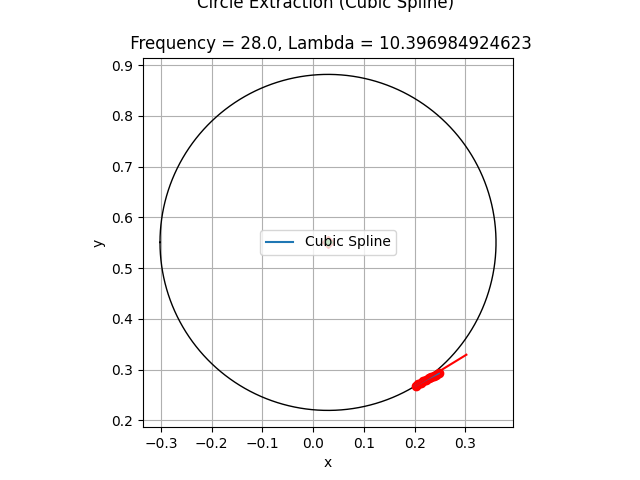 Circle Extraction (Cubic Spline)
Frequency = 28.0, Lambda = 10.396984924623
0.9
0.8
0.7
0.6
0.5
0.4
0.3
0.2
y
Cubic Spline
−0.3 −0.2 −0.1 0.0 0.1 0.2 0.3
x